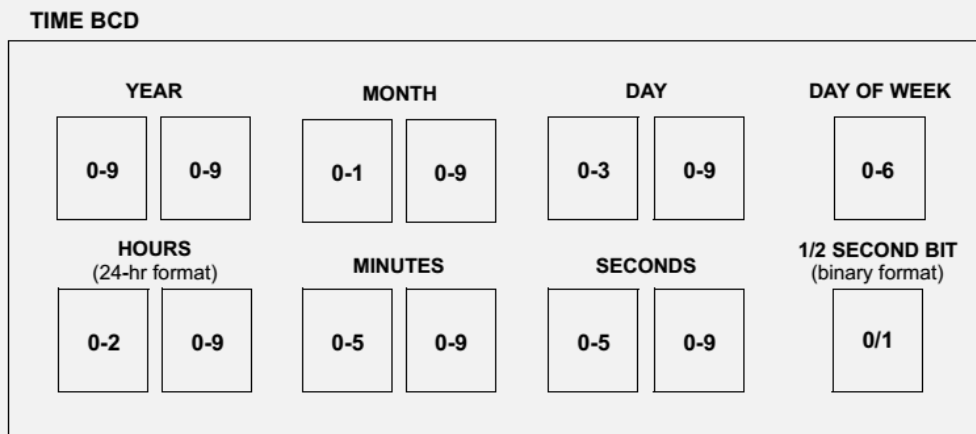 TIME BCD
YEAR
MONTH
DAY
DAY OF WEEK
0-9 0-9 0-1 0-9 0-3 0-9 0-6
HOURS
(24-hr format)
MINUTES
SECONDS
1/2 SECOND BIT
(binary format)
0-2 0-9 0-5 0-9 0-5 0-9 0/1